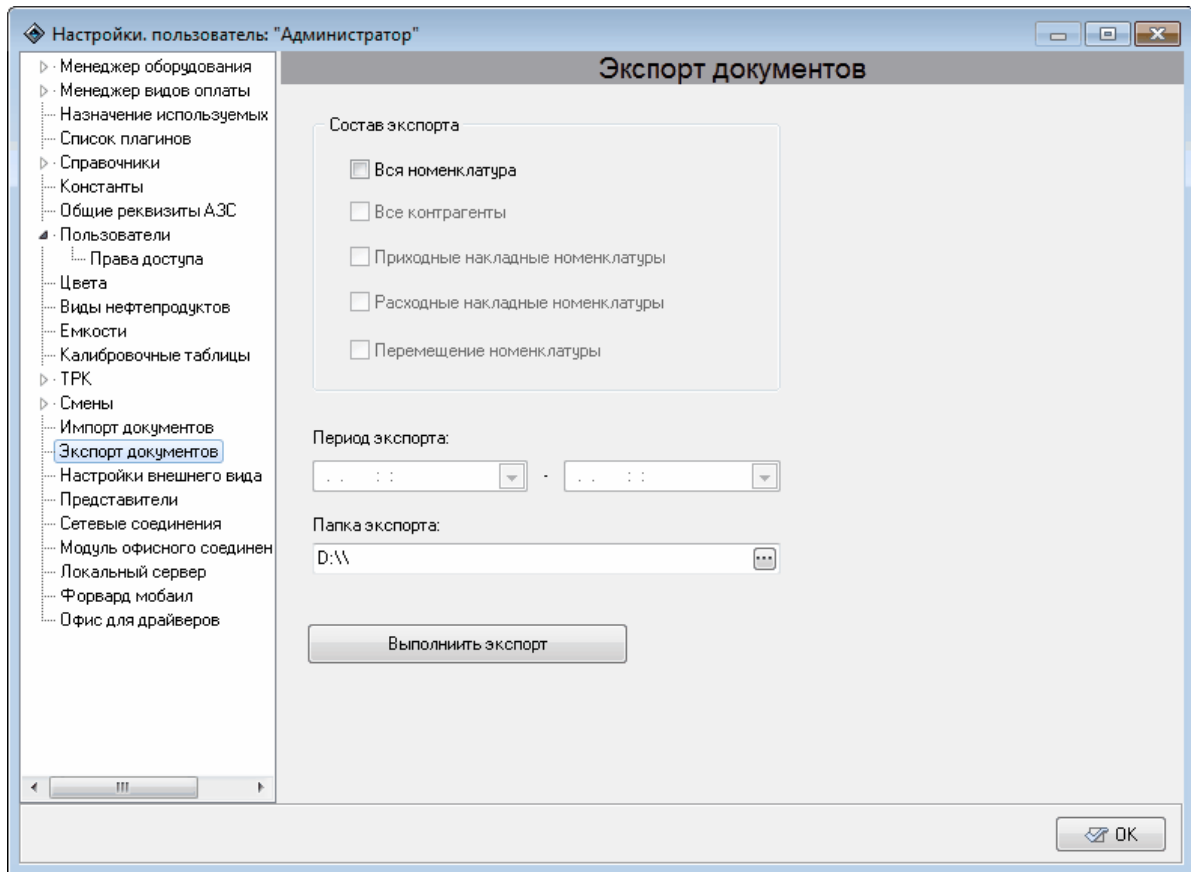 Настройки. пользователь: "Администратор"
Менеджер оборудования
Менеджер видов оплаты
Назначение используемых
Список плагинов
Справочники
Константы
Общие реквизиты АЗС
Пользователи
Права доступа
Цвета
Виды нефтепродуктов
Емкости
Калибровочные таблицы
ТРК
Смены
Импорт документов
Экспорт документов
Настройки внешнего вида
Представители
Сетевые соединения
Модуль офисного соединен
Локальный сервер
Форвард мобаил
Офис для драйверов
Экспорт документов
Состав экспорта
Вся номенклатура
Все контрагенты
Приходные накладные номенклатуры
Расходные накладные номенклатуры
Перемещение номенклатуры
Период экспорта:
. . : : - . . : :
Папка экспорта:
D:\\
Выполниить экспорт
OK